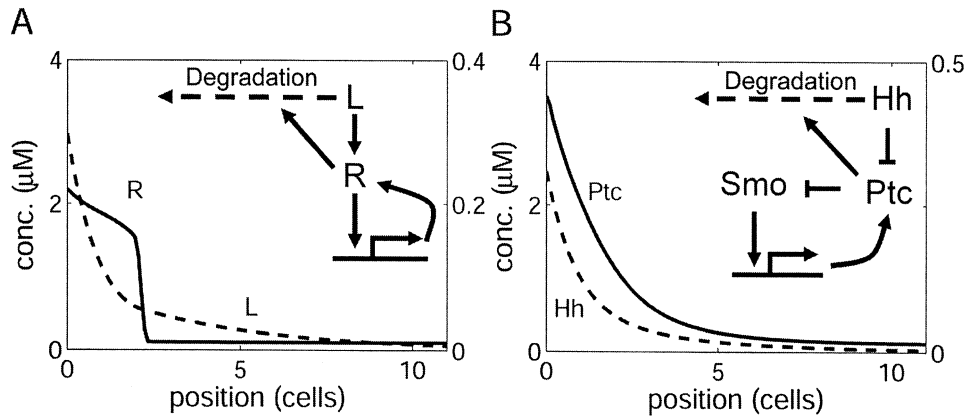 A
4
2
0
conc. (μM)
0.4
0.2
0
0
5
10
position (cells)
Degradation
L
R
R
L
B
4
2
0
conc. (μM)
0.5
0
0
5
10
position (cells)
Degradation
Hh
Smo
Ptc
Ptc
Hh